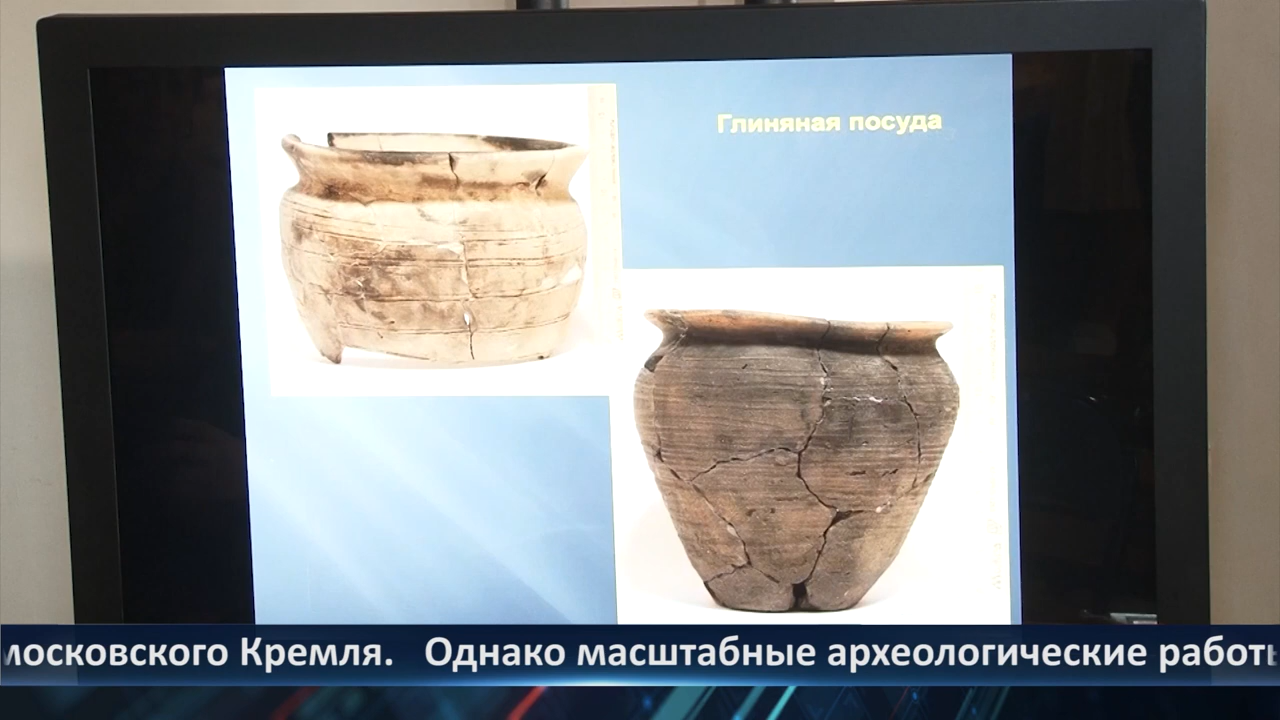 Глиняная посуда
московского Кремля. Однако масштабные археологические работы